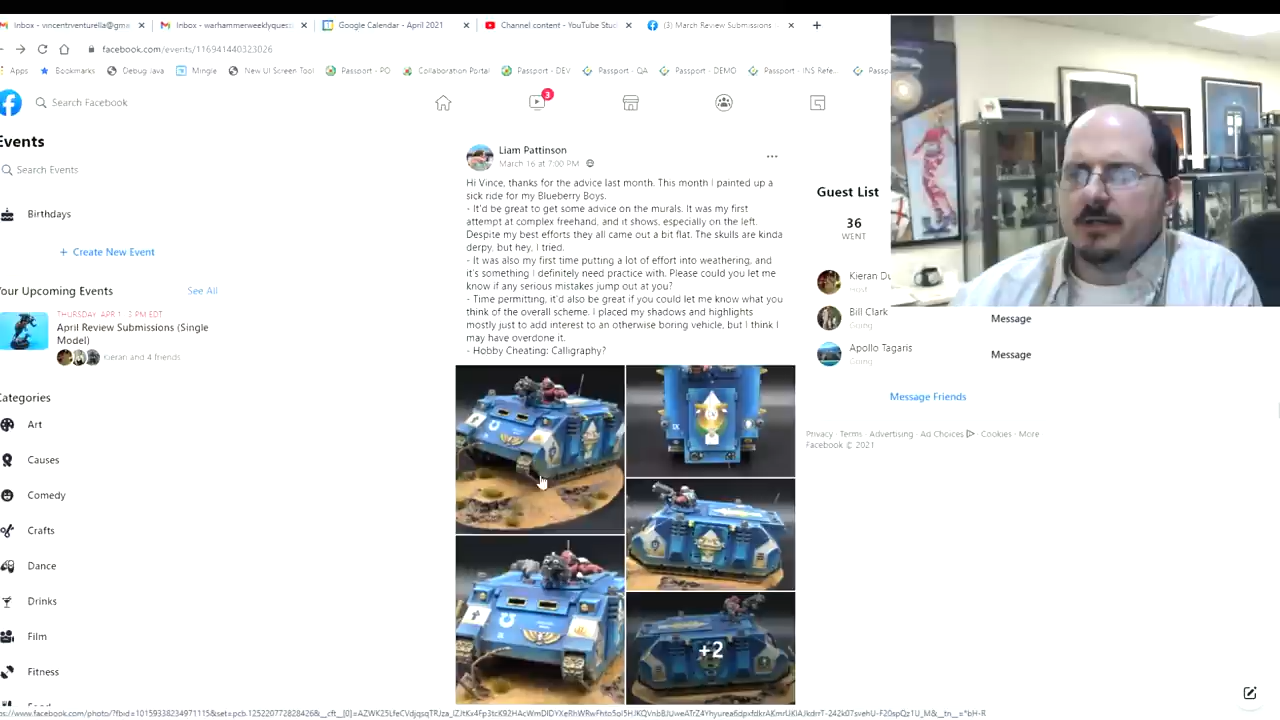 Inbox - vincentrventurella@gma
Inbox - warhammerweeklyques
Google Calendar - April 2021
Channel content - YouTube Stud
(3) March Review Submissions
facebook.com/events/116941440323026
Apps
Bookmarks
Debug Java
Mingle
New UI Screen Tool
Passport - PO
Collaboration Portal
Passport - DEV
Passport - QA
Passport - DEMO
Passport - INS Refe..
Search Facebook
3
Events
Search Events
Birthdays
+ Create New Event
Your Upcoming Events
See All
THURSDAY, APR 1, 2 PM EDT
April Review Submissions (Single
Model)
Kieran and 4 friends
Categories
Art
Causes
Comedy
Crafts
Dance
Drinks
Film
Fitness
Liam Pattinson
March 16 at 7:00 PM
Hi Vince, thanks for the advice last month. This month I painted up a
sick ride for my Blueberry Boys.
- It'd be great to get some advice on the murals. It was my first
attempt at complex freehand, and it shows, especially on the left.
Despite my best efforts they all came out a bit flat. The skulls are kinda
derpy, but hey, I tried.
- It was also my first time putting a lot of effort into weathering, and
it's something I definitely need practice with. Please could you let me
know if any serious mistakes jump out at you?
- Time permitting, it'd also be great if you could let me know what you
think of the overall scheme. I placed my shadows and highlights
mostly just to add interest to an otherwise boring vehicle, but I think I
may have overdone it.
- Hobby Cheating: Calligraphy?
+2
Guest List
36
WENT
Kieran Du
Host
Bill Clark
Going
Message
Apollo Tagaris
Going
Message
Message Friends
Privacy · Terms · Advertising · Ad Choices · Cookies · More
Facebook © 2021